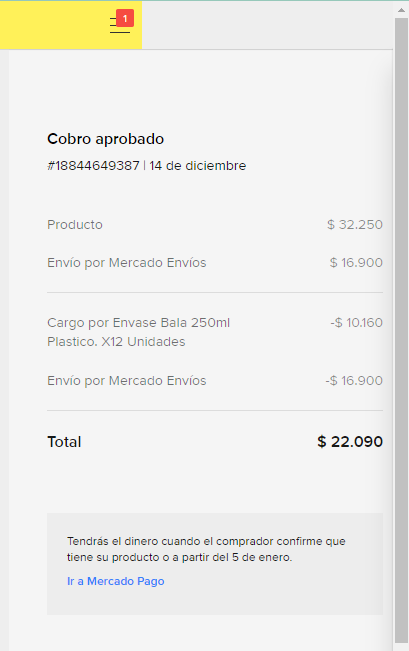 1
Cobro aprobado
#18844649387 | 14 de diciembre
Producto $ 32.250
Envío por Mercado Envíos $ 16.900
Cargo por Envase Bala 250ml -$ 10.160
Plastico. X12 Unidades
Envío por Mercado Envíos -$ 16.900
Total $ 22.090
Tendrás el dinero cuando el comprador confirme que
tiene su producto o a partir del 5 de enero.
Ir a Mercado Pago